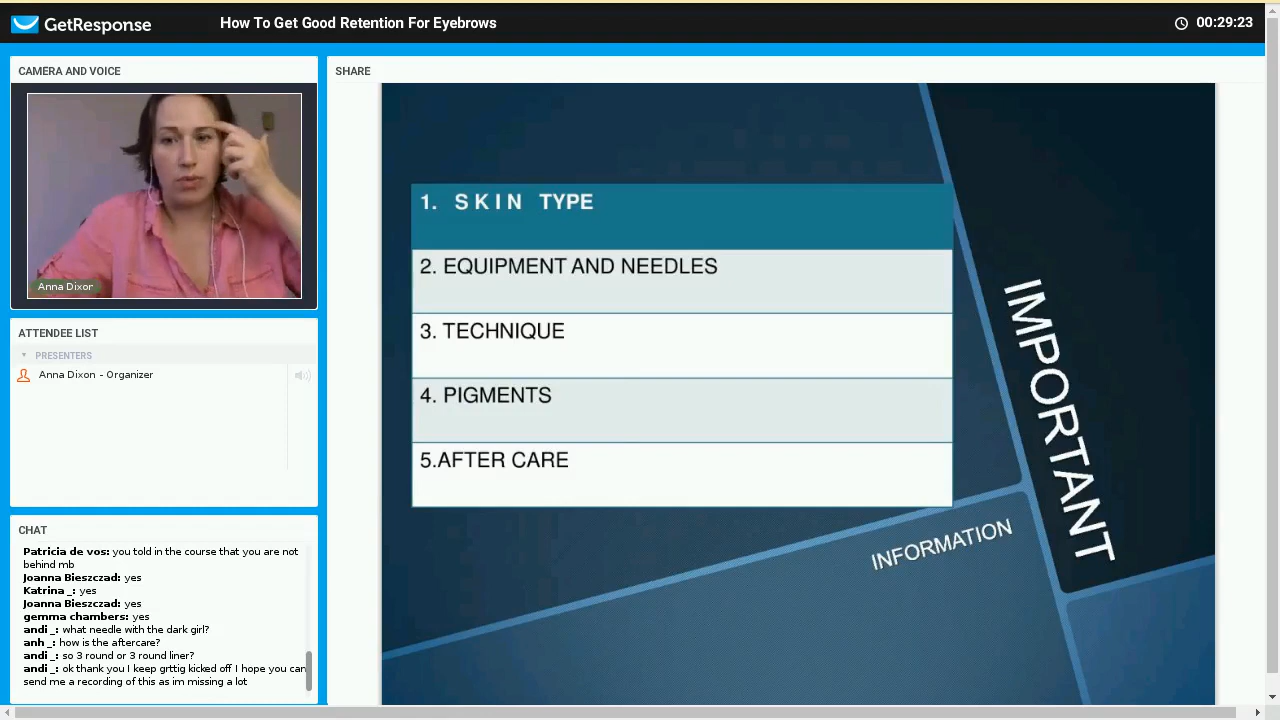 GetResponse
How To Get Good Retention For Eyebrows
00:29:23
CAMERA AND VOICE
Anna Dixon
ATTENDEE LIST
PRESENTERS
Anna Dixon - Organizer
CHAT
Patricia de vos: you told in the course that you are not
behind mb
Joanna Bieszczad: yes
Katrina _: yes
Joanna Bieszczad: yes
gemma chambers: yes
andi _: what needle with the dark girl?
anh _: how is the aftercare?
andi _: so 3 round or 3 round liner?
andi _: ok thank you I keep grttig kicked off I hope you can
send me a recording of this as im missing a lot
SHARE
1. SKIN TYPE
2. EQUIPMENT AND NEEDLES
3. TECHNIQUE
4. PIGMENTS
5.AFTER CARE
IMPORTANT
INFORMATION